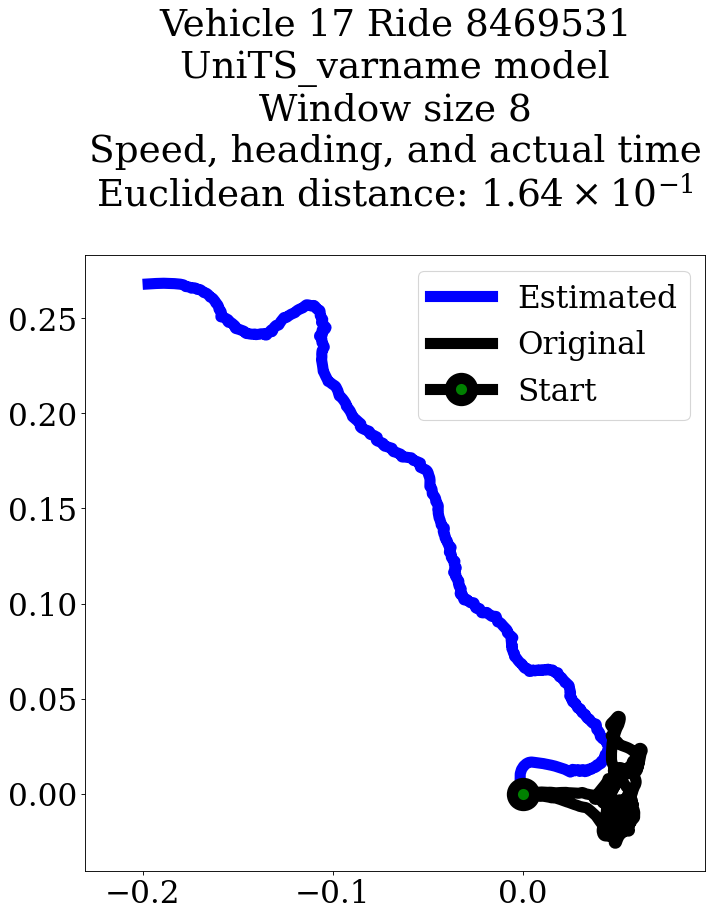 Vehicle 17 Ride 8469531
UniTS_varname model
Window size 8
Speed, heading, and actual time
Euclidean distance: 1.64 × 10⁻¹
Estimated
Original
Start
0.25
0.20
0.15
0.10
0.05
0.00
−0.2
−0.1
0.0